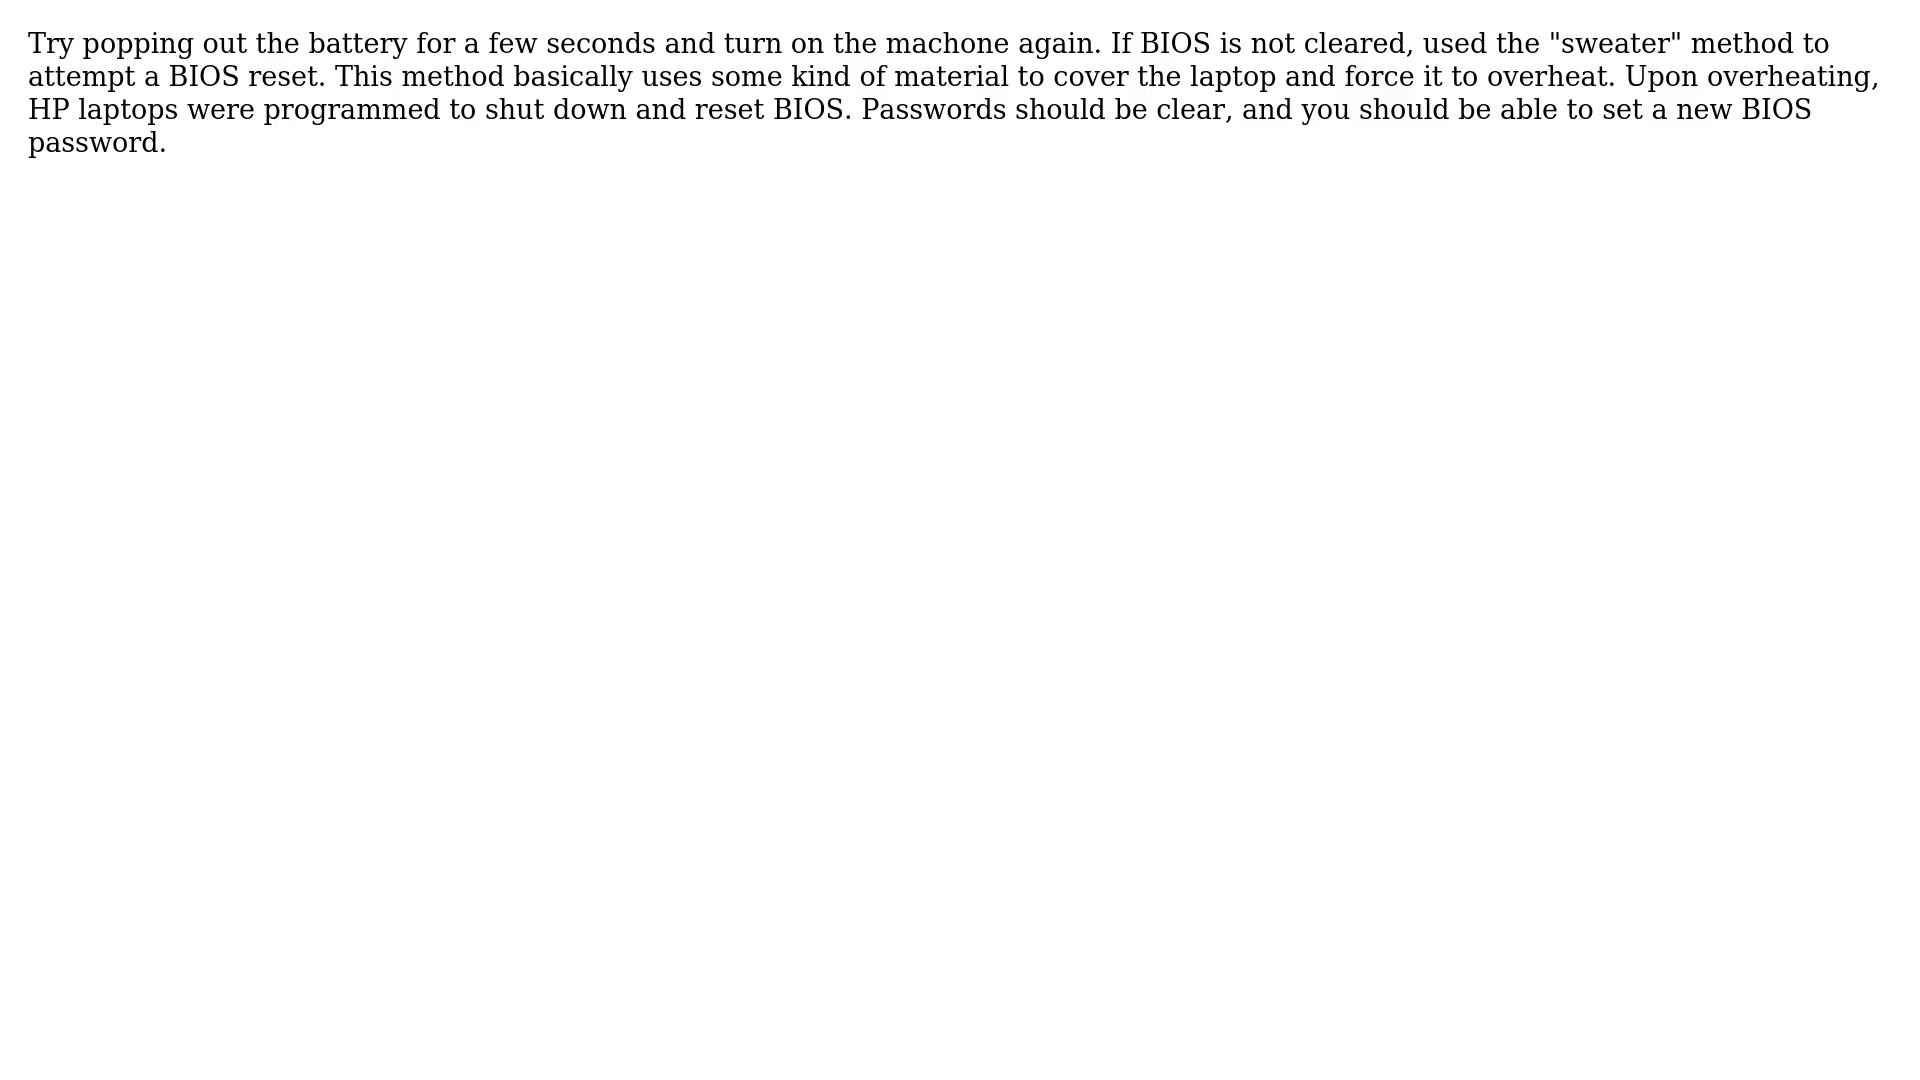 Try popping out the battery for a few seconds and turn on the machone again. If BIOS is not cleared, used the "sweater" method to
attempt a BIOS reset. This method basically uses some kind of material to cover the laptop and force it to overheat. Upon overheating,
HP laptops were programmed to shut down and reset BIOS. Passwords should be clear, and you should be able to set a new BIOS
password.